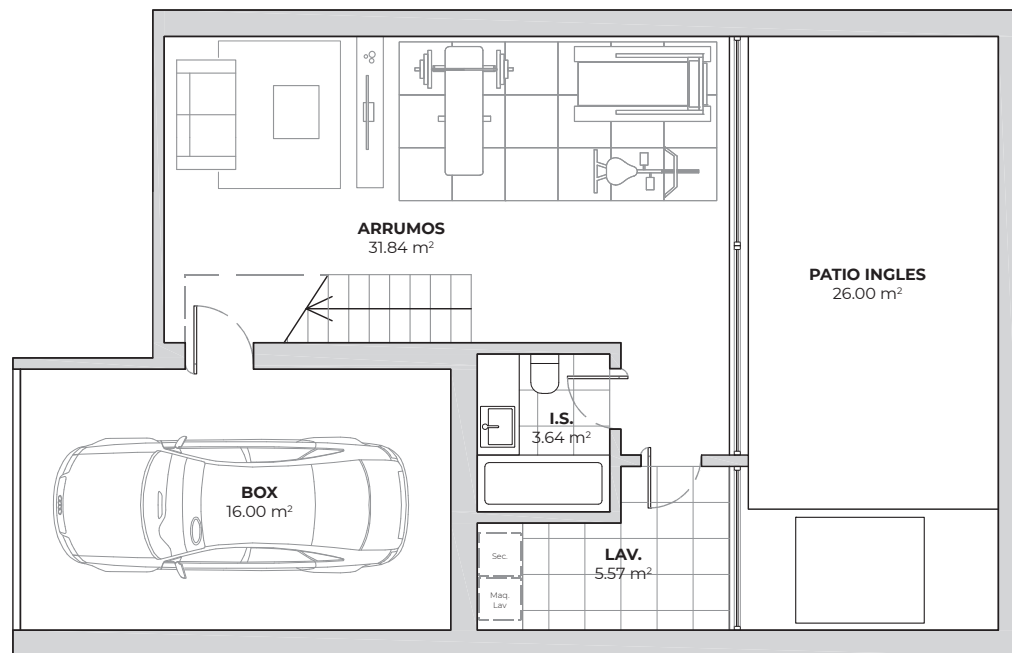 ARRUMOS
31.84 m²
PATIO INGLES
26.00 m²
I.S.
3.64 m²
BOX
16.00 m²
LAV.
5.57 m²
Sec.
Maq.
Lav